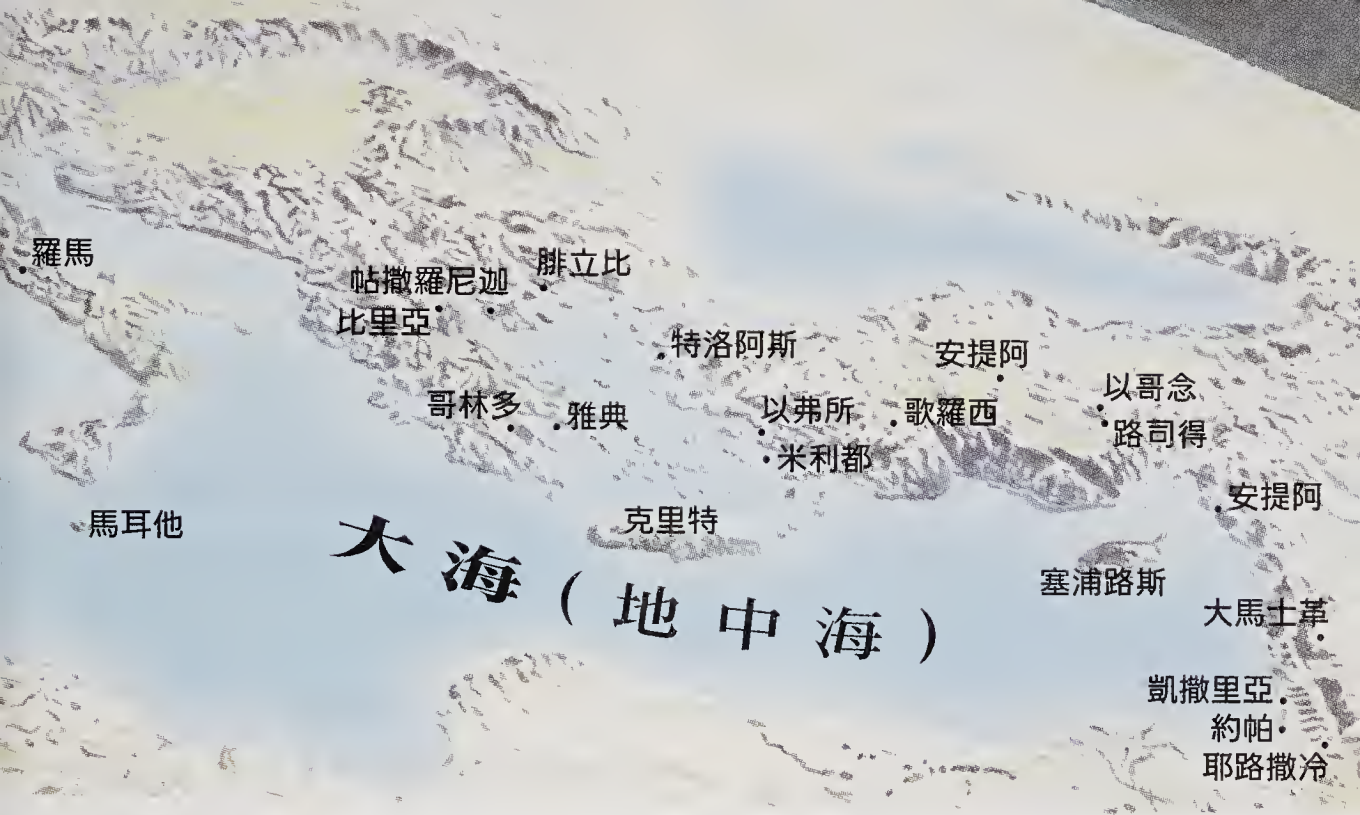 羅馬
腓立比
帖撒羅尼迦
比里亞
特洛阿斯
安提阿
以哥念
哥林多
雅典
以弗所
歌羅西
路司得
米利都
安提阿
馬耳他
克里特
大海（地中海）
塞浦路斯
大馬士革
凱撒里亞
約帕
耶路撒冷